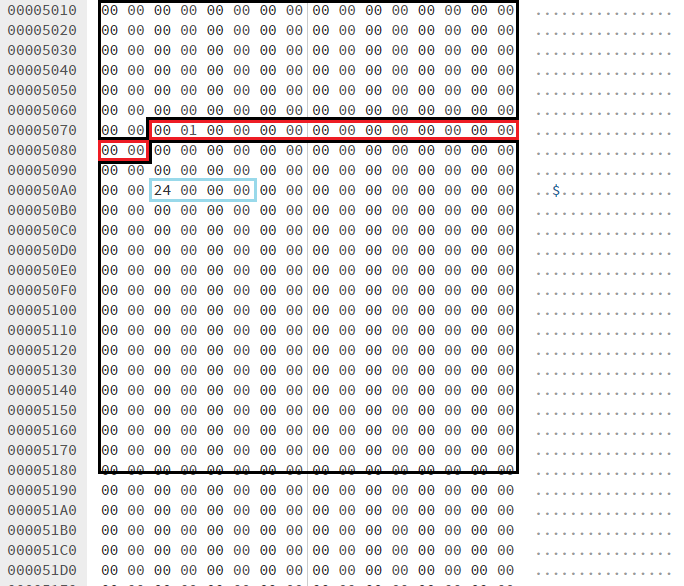 00005010 00 00 00 00 00 00 00 00 00 00 00 00 00 00 00 00 ................
00005020 00 00 00 00 00 00 00 00 00 00 00 00 00 00 00 00 ................
00005030 00 00 00 00 00 00 00 00 00 00 00 00 00 00 00 00 ................
00005040 00 00 00 00 00 00 00 00 00 00 00 00 00 00 00 00 ................
00005050 00 00 00 00 00 00 00 00 00 00 00 00 00 00 00 00 ................
00005060 00 00 00 00 00 00 00 00 00 00 00 00 00 00 00 00 ................
00005070 00 00 00 01 00 00 00 00 00 00 00 00 00 00 00 00 ................
00005080 00 00 00 00 00 00 00 00 00 00 00 00 00 00 00 00 ................
00005090 00 00 00 00 00 00 00 00 00 00 00 00 00 00 00 00 ................
000050A0 00 00 24 00 00 00 00 00 00 00 00 00 00 00 00 00 ..$.............
000050B0 00 00 00 00 00 00 00 00 00 00 00 00 00 00 00 00 ................
000050C0 00 00 00 00 00 00 00 00 00 00 00 00 00 00 00 00 ................
000050D0 00 00 00 00 00 00 00 00 00 00 00 00 00 00 00 00 ................
000050E0 00 00 00 00 00 00 00 00 00 00 00 00 00 00 00 00 ................
000050F0 00 00 00 00 00 00 00 00 00 00 00 00 00 00 00 00 ................
00005100 00 00 00 00 00 00 00 00 00 00 00 00 00 00 00 00 ................
00005110 00 00 00 00 00 00 00 00 00 00 00 00 00 00 00 00 ................
00005120 00 00 00 00 00 00 00 00 00 00 00 00 00 00 00 00 ................
00005130 00 00 00 00 00 00 00 00 00 00 00 00 00 00 00 00 ................
00005140 00 00 00 00 00 00 00 00 00 00 00 00 00 00 00 00 ................
00005150 00 00 00 00 00 00 00 00 00 00 00 00 00 00 00 00 ................
00005160 00 00 00 00 00 00 00 00 00 00 00 00 00 00 00 00 ................
00005170 00 00 00 00 00 00 00 00 00 00 00 00 00 00 00 00 ................
00005180 00 00 00 00 00 00 00 00 00 00 00 00 00 00 00 00 ................
00005190 00 00 00 00 00 00 00 00 00 00 00 00 00 00 00 00 ................
000051A0 00 00 00 00 00 00 00 00 00 00 00 00 00 00 00 00 ................
000051B0 00 00 00 00 00 00 00 00 00 00 00 00 00 00 00 00 ................
000051C0 00 00 00 00 00 00 00 00 00 00 00 00 00 00 00 00 ................
000051D0 00 00 00 00 00 00 00 00 00 00 00 00 00 00 00 00 ................